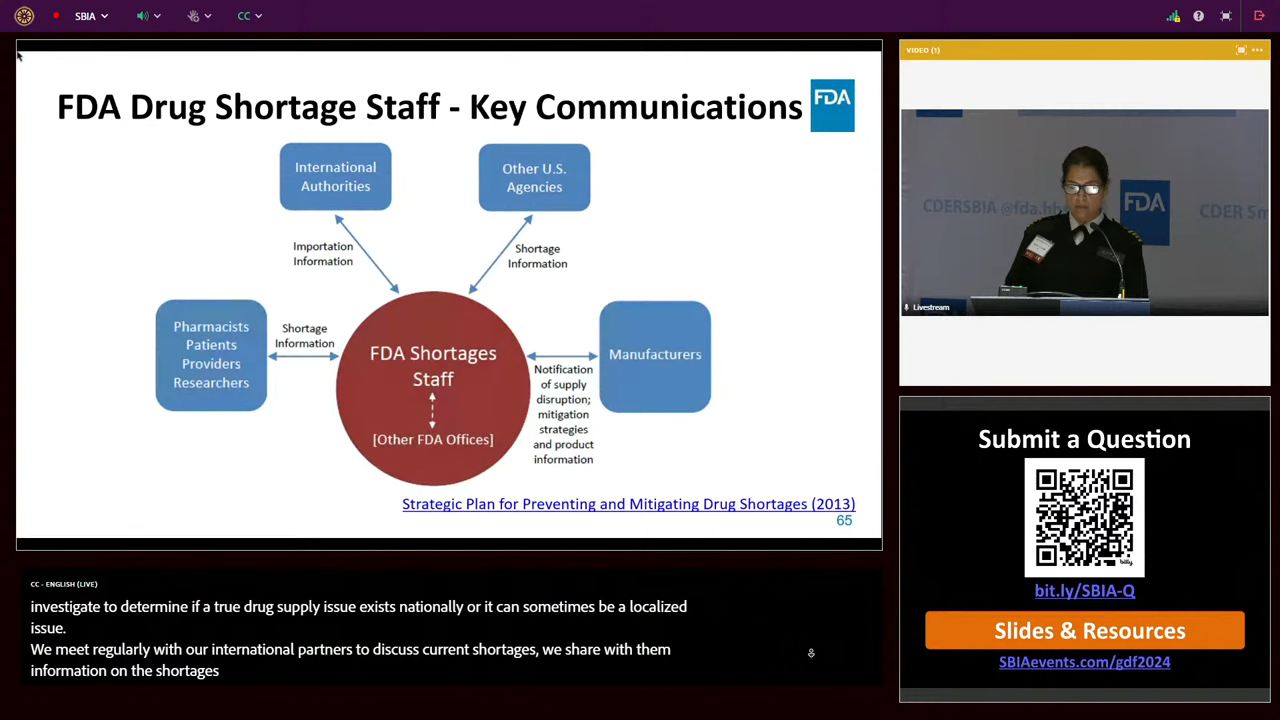 SBIA
CC
FDA Drug Shortage Staff - Key Communications
FDA
International
Authorities
Other U.S.
Agencies
Importation
Information
Shortage
Information
Pharmacists
Patients
Providers
Researchers
Shortage
Information
FDA Shortages
Staff
[Other FDA Offices]
Manufacturers
Notification
of supply
disruption;
mitigation
strategies
and product
information
Strategic Plan for Preventing and Mitigating Drug Shortages (2013)
65
CC - ENGLISH (LIVE)
investigate to determine if a true drug supply issue exists nationally or it can sometimes be a localized
issue.
We meet regularly with our international partners to discuss current shortages, we share with them
information on the shortages
VIDEO (1)
CDERSBIA @fda.hh
FDA
CDER Sm
Livestream
Submit a Question
bitly
bit.ly/SBIA-Q
Slides & Resources
SBIAevents.com/gdf2024